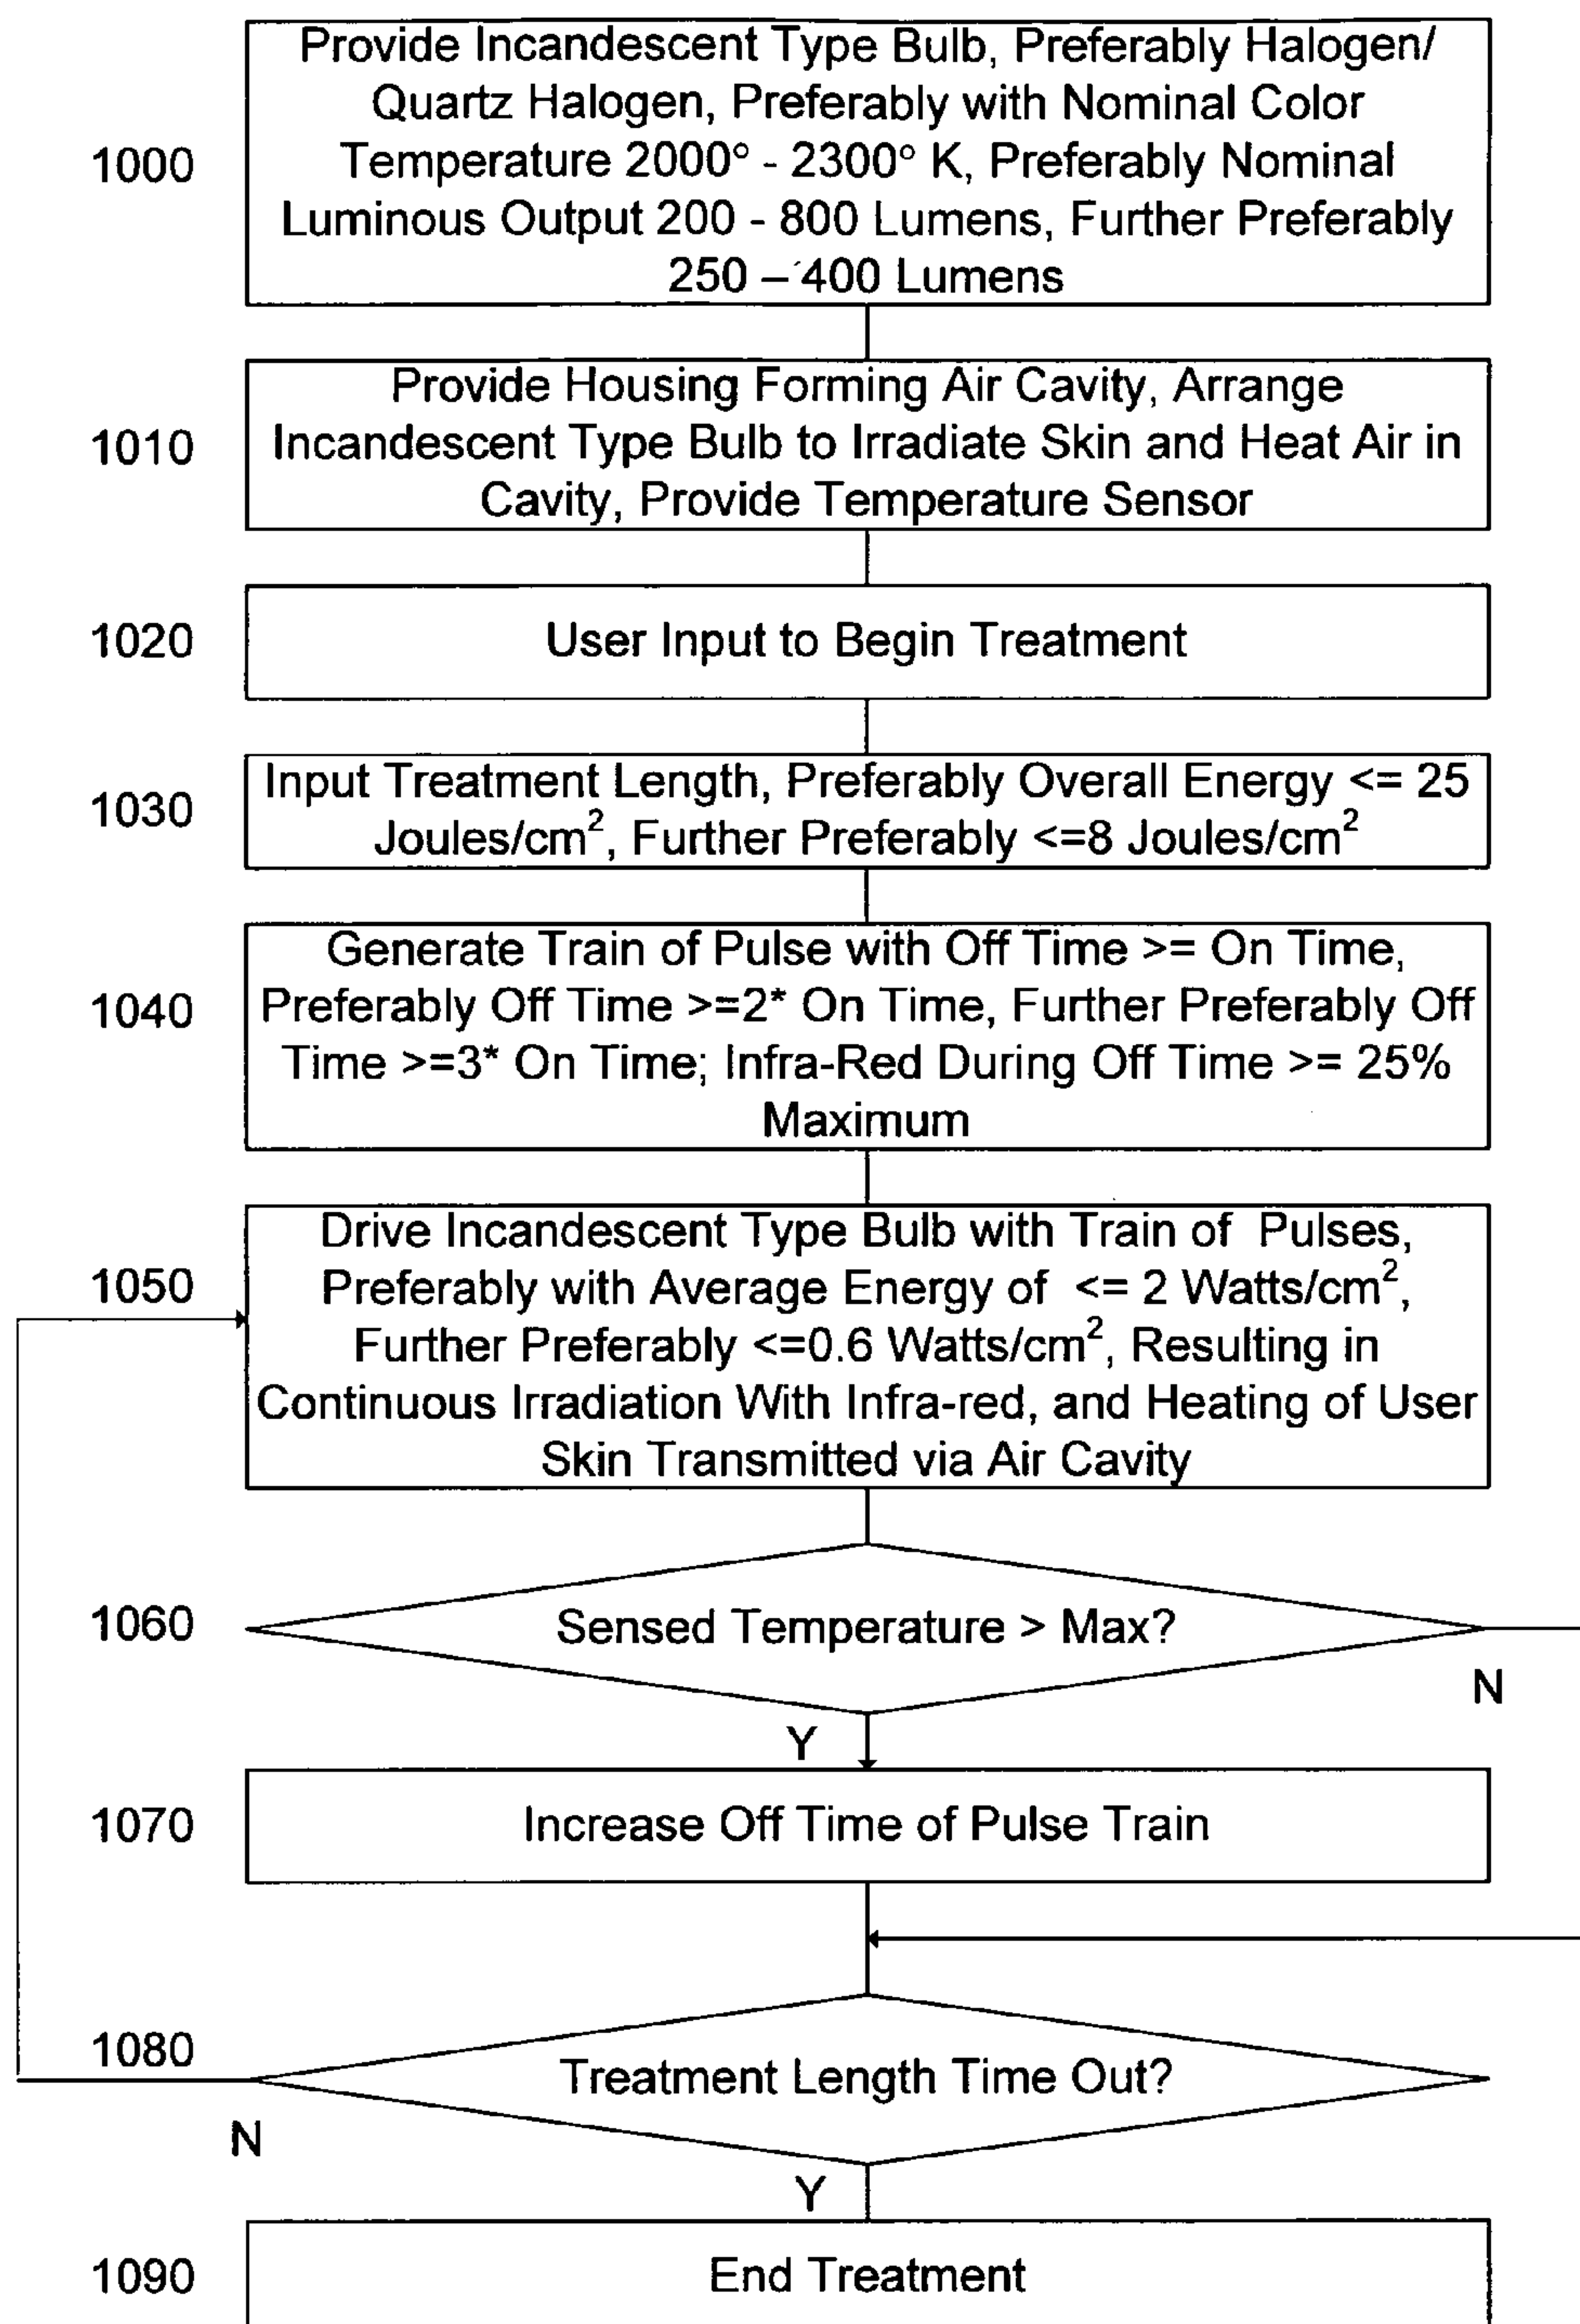 Provide Incandescent Type Bulb, Preferably Halogen/
Quartz Halogen, Preferably with Nominal Color
1000
Temperature 2000° - 2300° K, Preferably Nominal
Luminous Output 200 - 800 Lumens, Further Preferably
250 – 400 Lumens
Provide Housing Forming Air Cavity, Arrange
1010
Incandescent Type Bulb to Irradiate Skin and Heat Air in
Cavity, Provide Temperature Sensor
1020
User Input to Begin Treatment
1030
Input Treatment Length, Preferably Overall Energy <= 25
Joules/cm², Further Preferably <=8 Joules/cm²
Generate Train of Pulse with Off Time >= On Time,
1040
Preferably Off Time >=2* On Time, Further Preferably Off
Time >=3* On Time; Infra-Red During Off Time >= 25%
Maximum
Drive Incandescent Type Bulb with Train of Pulses,
1050
Preferably with Average Energy of <= 2 Watts/cm²,
Further Preferably <=0.6 Watts/cm², Resulting in
Continuous Irradiation With Infra-red, and Heating of User
Skin Transmitted via Air Cavity
1060
Sensed Temperature > Max?
N
Y
1070
Increase Off Time of Pulse Train
1080
Treatment Length Time Out?
N
Y
1090
End Treatment